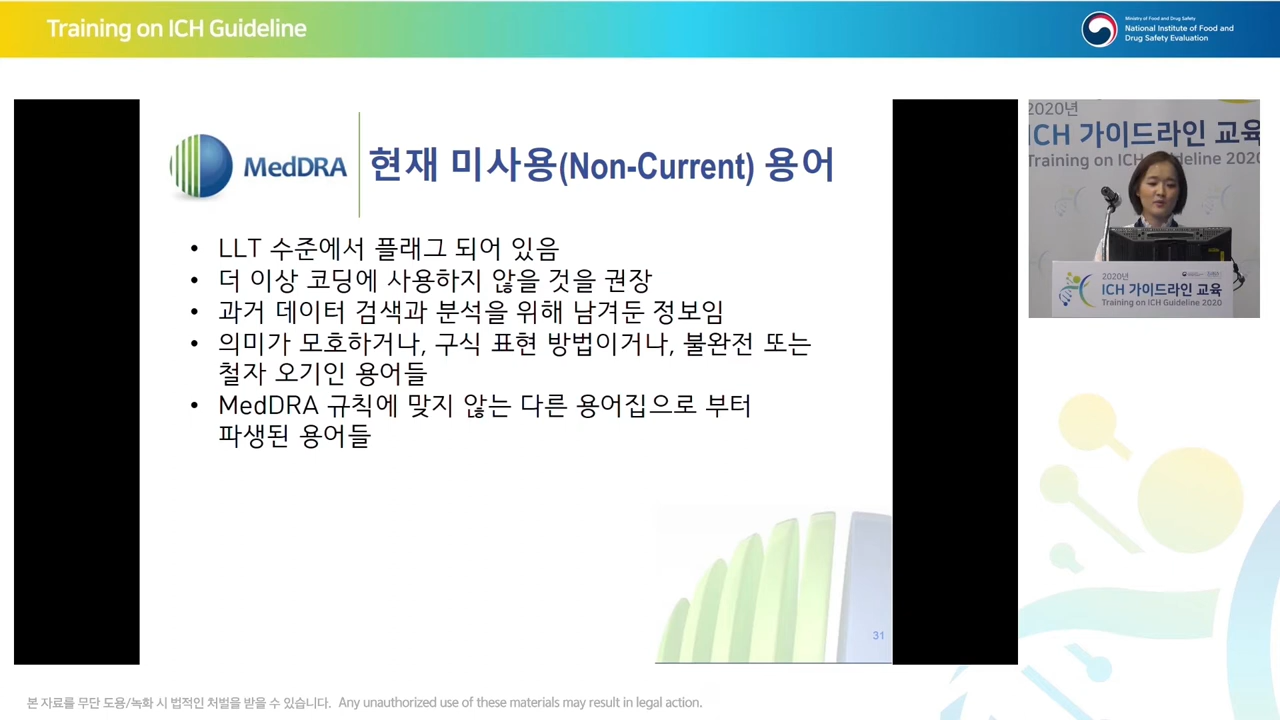 Training on ICH Guideline
Ministry of Food and Drug Safety
National Institute of Food and
Drug Safety Evaluation
MedDRA
현재 미사용(Non-Current) 용어
• LLT 수준에서 플래그 되어 있음
• 더 이상 코딩에 사용하지 않을 것을 권장
• 과거 데이터 검색과 분석을 위해 남겨둔 정보임
• 의미가 모호하거나, 구식 표현 방법이거나, 불완전 또는
철자 오기인 용어들
• MedDRA 규칙에 맞지 않는 다른 용어집으로 부터
파생된 용어들
31
2020년
ICH 가이드라인 교육
Training on ICH Guideline 2020
2020년
ICH 가이드라인 교육
Training on ICH Guideline 2020
본 자료를 무단 도용/녹화 시 법적인 처벌을 받을 수 있습니다. Any unauthorized use of these materials may result in legal action.